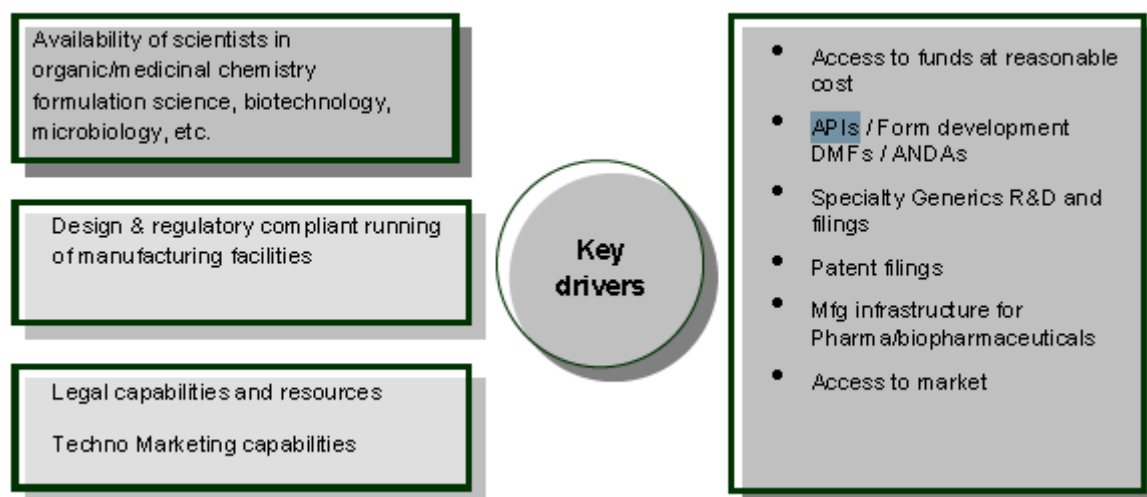 Availability of scientists in
organic/medicinal chemistry
formulation science, biotechnology,
microbiology, etc.
Design & regulatory compliant running
of manufacturing facilities
Legal capabilities and resources
Techno Marketing capabilities
Key
drivers
• Access to funds at reasonable
cost
• APIs / Form development
DMFs / ANDAs
• Specialty Generics R&D and
filings
• Patent filings
• Mfg infrastructure for
Pharma/biopharmaceuticals
• Access to market